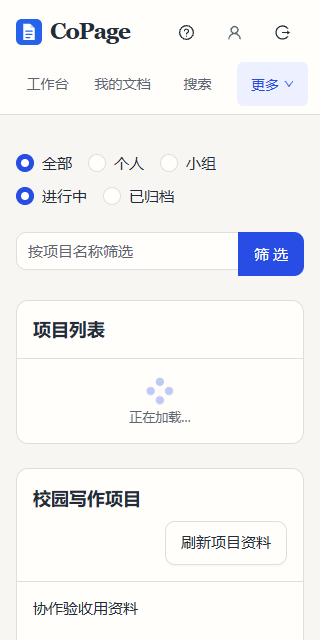 CoPage
工作台 我的文档 搜索 更多
全部 个人 小组
进行中 已归档
按项目名称筛选 筛 选
项目列表
正在加载...
校园写作项目
刷新项目资料
协作验收用资料